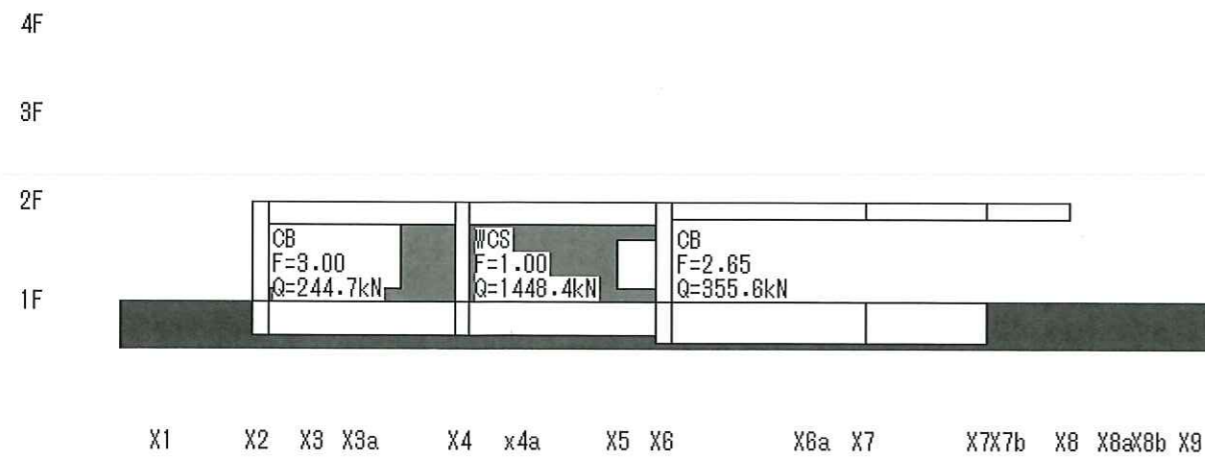 4F
3F
2F
CB
F=3.00
Q=244.7kN
WCS
F=1.00
Q=1448.4kN
CB
F=2.65
Q=355.6kN
1F
X1 X2 X3 X3a X4 x4a X5 X6 X6a X7 X7X7b X8 X8aX8b X9